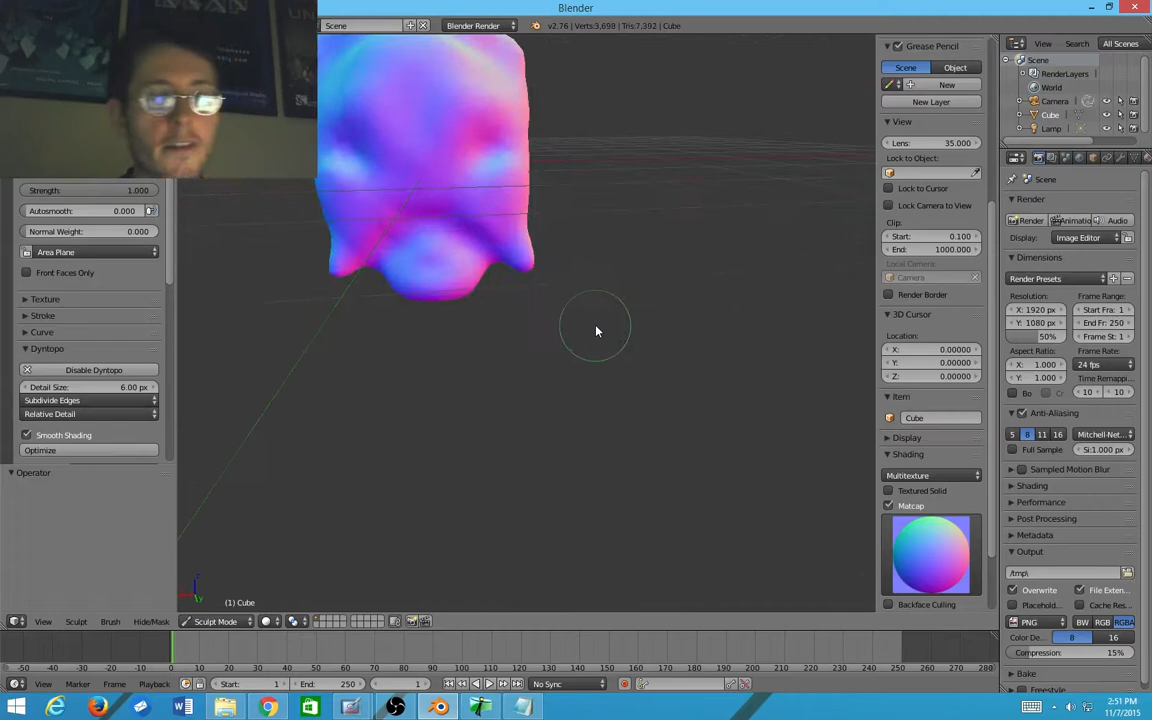 Blender
Scene
Blender Render
v2.76 | Verts:3,698 | Tris:7,392 | Cube
View
Search
All Scenes
Scene
RenderLayers
World
Camera
Cube
Lamp
Strength: 1.000
Autosmooth: 0.000
Normal Weight: 0.000
Area Plane
Front Faces Only
Texture
Stroke
Curve
Dyntopo
Disable Dyntopo
Detail Size: 6.00 px
Subdivide Edges
Relative Detail
Smooth Shading
Optimize
Operator
(1) Cube
Grease Pencil
Scene
Object
New
New Layer
View
Lens: 35.000
Lock to Object:
Lock to Cursor
Lock Camera to View
Clip:
Start: 0.100
End: 1000.000
Local Camera:
Camera
Render Border
3D Cursor
Location:
X: 0.00000
Y: 0.00000
Z: 0.00000
Item
Cube
Display
Shading
Multitexture
Textured Solid
Matcap
Backface Culling
Scene
Render
Render
Animatio
Audio
Display:
Image Editor
Dimensions
Render Presets
Resolution:
Frame Range:
X: 1920 px
Start Fra: 1
Y: 1080 px
End Fr: 250
50%
Frame St: 1
Aspect Ratio:
Frame Rate:
X: 1.000
24 fps
Y: 1.000
Time Remappi
Bo
Cr
10
10
Anti-Aliasing
5
8
11
16
Mitchell-Net...
Full Sample
Si:1.000 px
Sampled Motion Blur
Shading
Performance
Post Processing
Metadata
Output
/tmp\
Overwrite
File Exten...
Placehold...
Cache Res...
PNG
BW
RGB
RGBA
Color De...
8
16
Compression: 15%
Bake
Freestyle
View
Sculpt
Brush
Hide/Mask
Sculpt Mode
-50 -40 -30 -20 -10 0 10 20 30 40 50 60 70 80 90 100 110 120 130 140 150 160 170 180 190 200 210 220 230 240 250 260 270 280
View
Marker
Frame
Playback
Start: 1
End: 250
1
No Sync
2:51 PM
11/7/2015